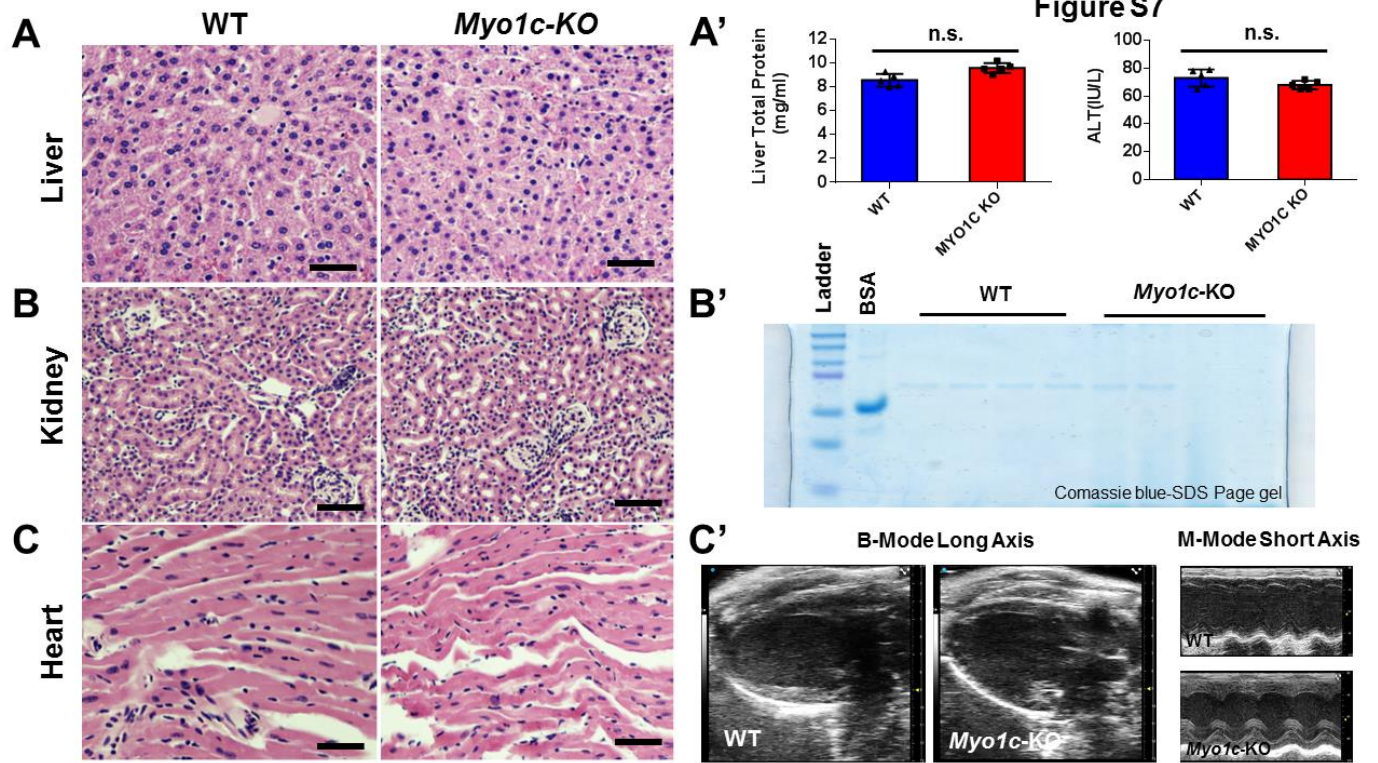 Figure S7
A
WT
Myo1c-KO
Liver
B
Kidney
C
Heart
A’
Liver Total Protein
(mg/ml)
12
10
8
6
4
2
0
n.s.
WT
MYO1C KO
ALT(IU/L)
100
80
60
40
20
0
n.s.
WT
MYO1C KO
B’
Ladder
BSA
WT
Myo1c-KO
Comassie blue-SDS Page gel
C’
B-Mode Long Axis
M-Mode Short Axis
WT
Myo1c-KO
WT
Myo1c-KO